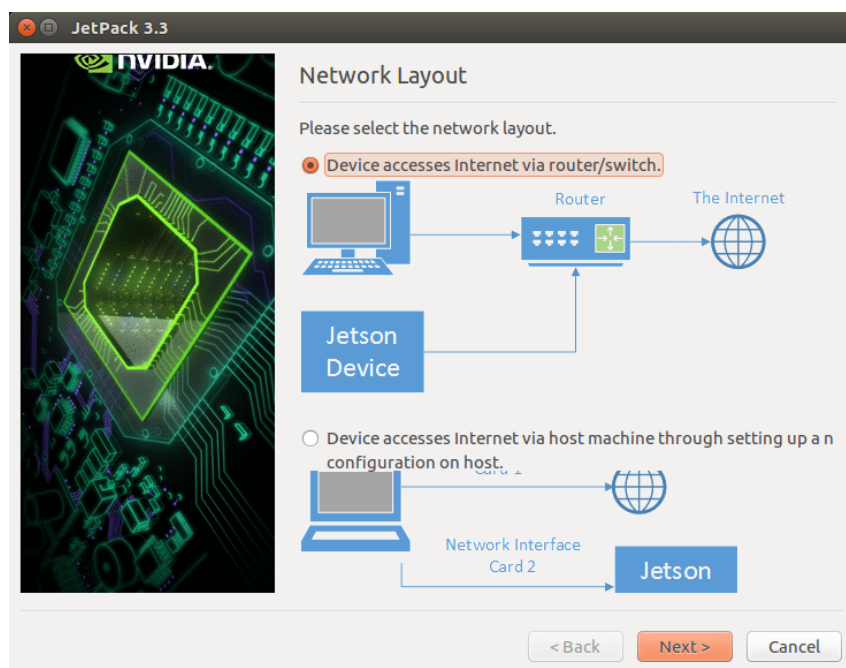 JetPack 3.3
NVIDIA.
Network Layout
Please select the network layout.
Device accesses Internet via router/switch.
Router
The Internet
Jetson
Device
Device accesses Internet via host machine through setting up a n
configuration on host.
Card 1
Network Interface
Card 2
Jetson
< Back
Next >
Cancel